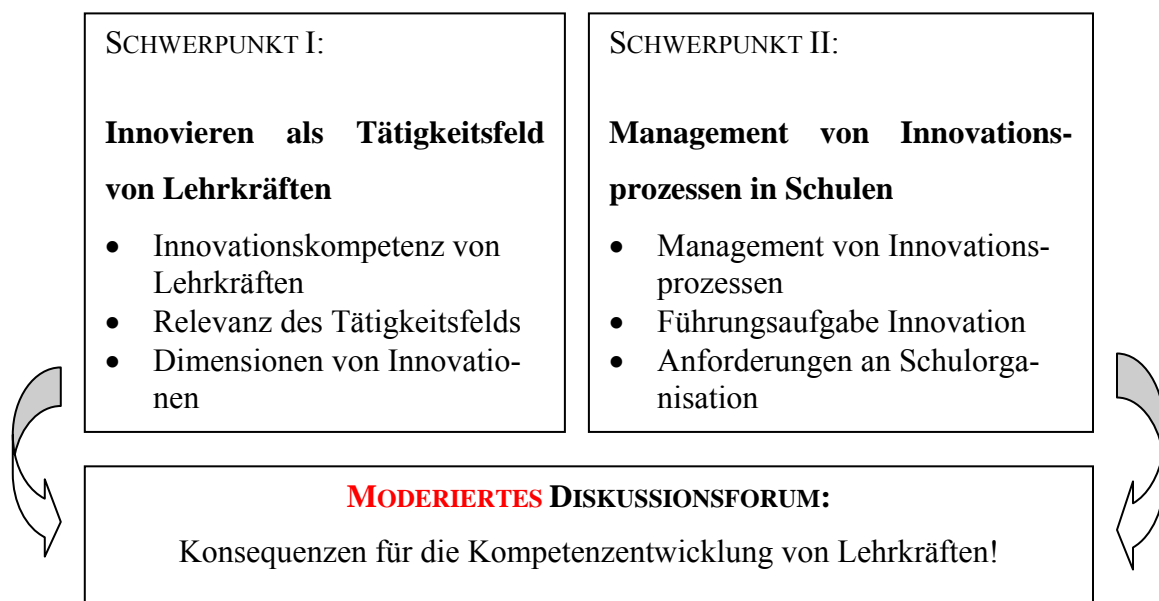 SCHWERPUNKT I:
Innovieren als Tätigkeitsfeld
von Lehrkräften
• Innovationskompetenz von
Lehrkräften
• Relevanz des Tätigkeitsfelds
• Dimensionen von Innovatio-
nen
SCHWERPUNKT II:
Management von Innovations-
prozessen in Schulen
• Management von Innovations-
prozessen
• Führungsaufgabe Innovation
• Anforderungen an Schulorga-
nisation
MODERIERTES DISKUSSIONSFORUM:
Konsequenzen für die Kompetenzentwicklung von Lehrkräften!